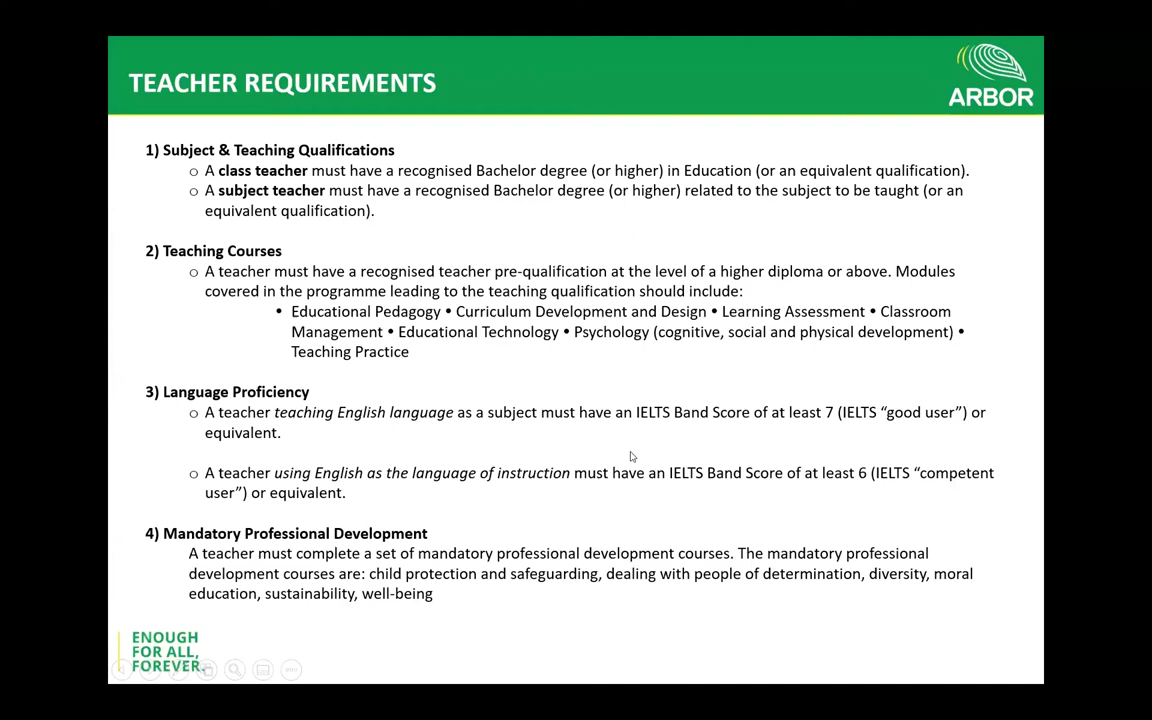 TEACHER REQUIREMENTS
ARBOR
1) Subject & Teaching Qualifications
o A class teacher must have a recognised Bachelor degree (or higher) in Education (or an equivalent qualification).
o A subject teacher must have a recognised Bachelor degree (or higher) related to the subject to be taught (or an
equivalent qualification).
2) Teaching Courses
o A teacher must have a recognised teacher pre-qualification at the level of a higher diploma or above. Modules
covered in the programme leading to the teaching qualification should include:
• Educational Pedagogy • Curriculum Development and Design • Learning Assessment • Classroom
Management • Educational Technology • Psychology (cognitive, social and physical development) •
Teaching Practice
3) Language Proficiency
o A teacher teaching English language as a subject must have an IELTS Band Score of at least 7 (IELTS “good user”) or
equivalent.
o A teacher using English as the language of instruction must have an IELTS Band Score of at least 6 (IELTS “competent
user”) or equivalent.
4) Mandatory Professional Development
A teacher must complete a set of mandatory professional development courses. The mandatory professional
development courses are: child protection and safeguarding, dealing with people of determination, diversity, moral
education, sustainability, well-being
ENOUGH
FOR ALL,
FOREVER.